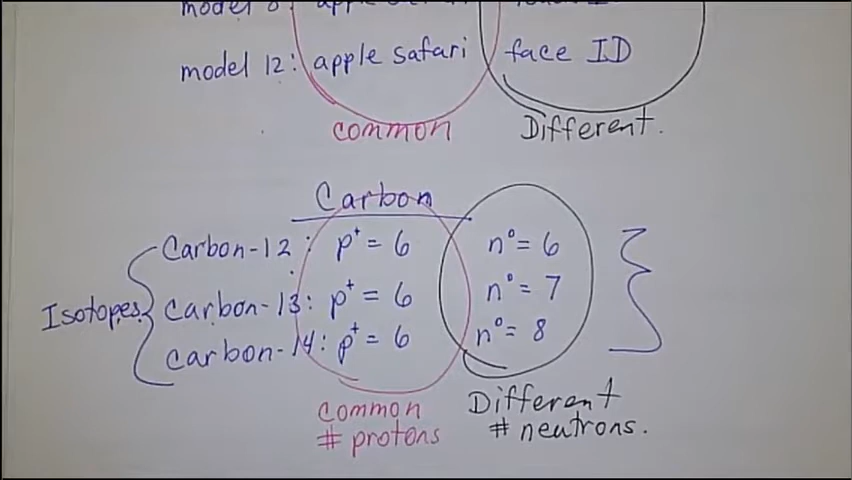 model 12: apple safari face ID
common Different.
Carbon
Carbon-12: p⁺ = 6 n° = 6
Isotopes carbon-13: p⁺ = 6 n° = 7
carbon-14: p⁺ = 6 n° = 8
Common Different
# protons # neutrons.